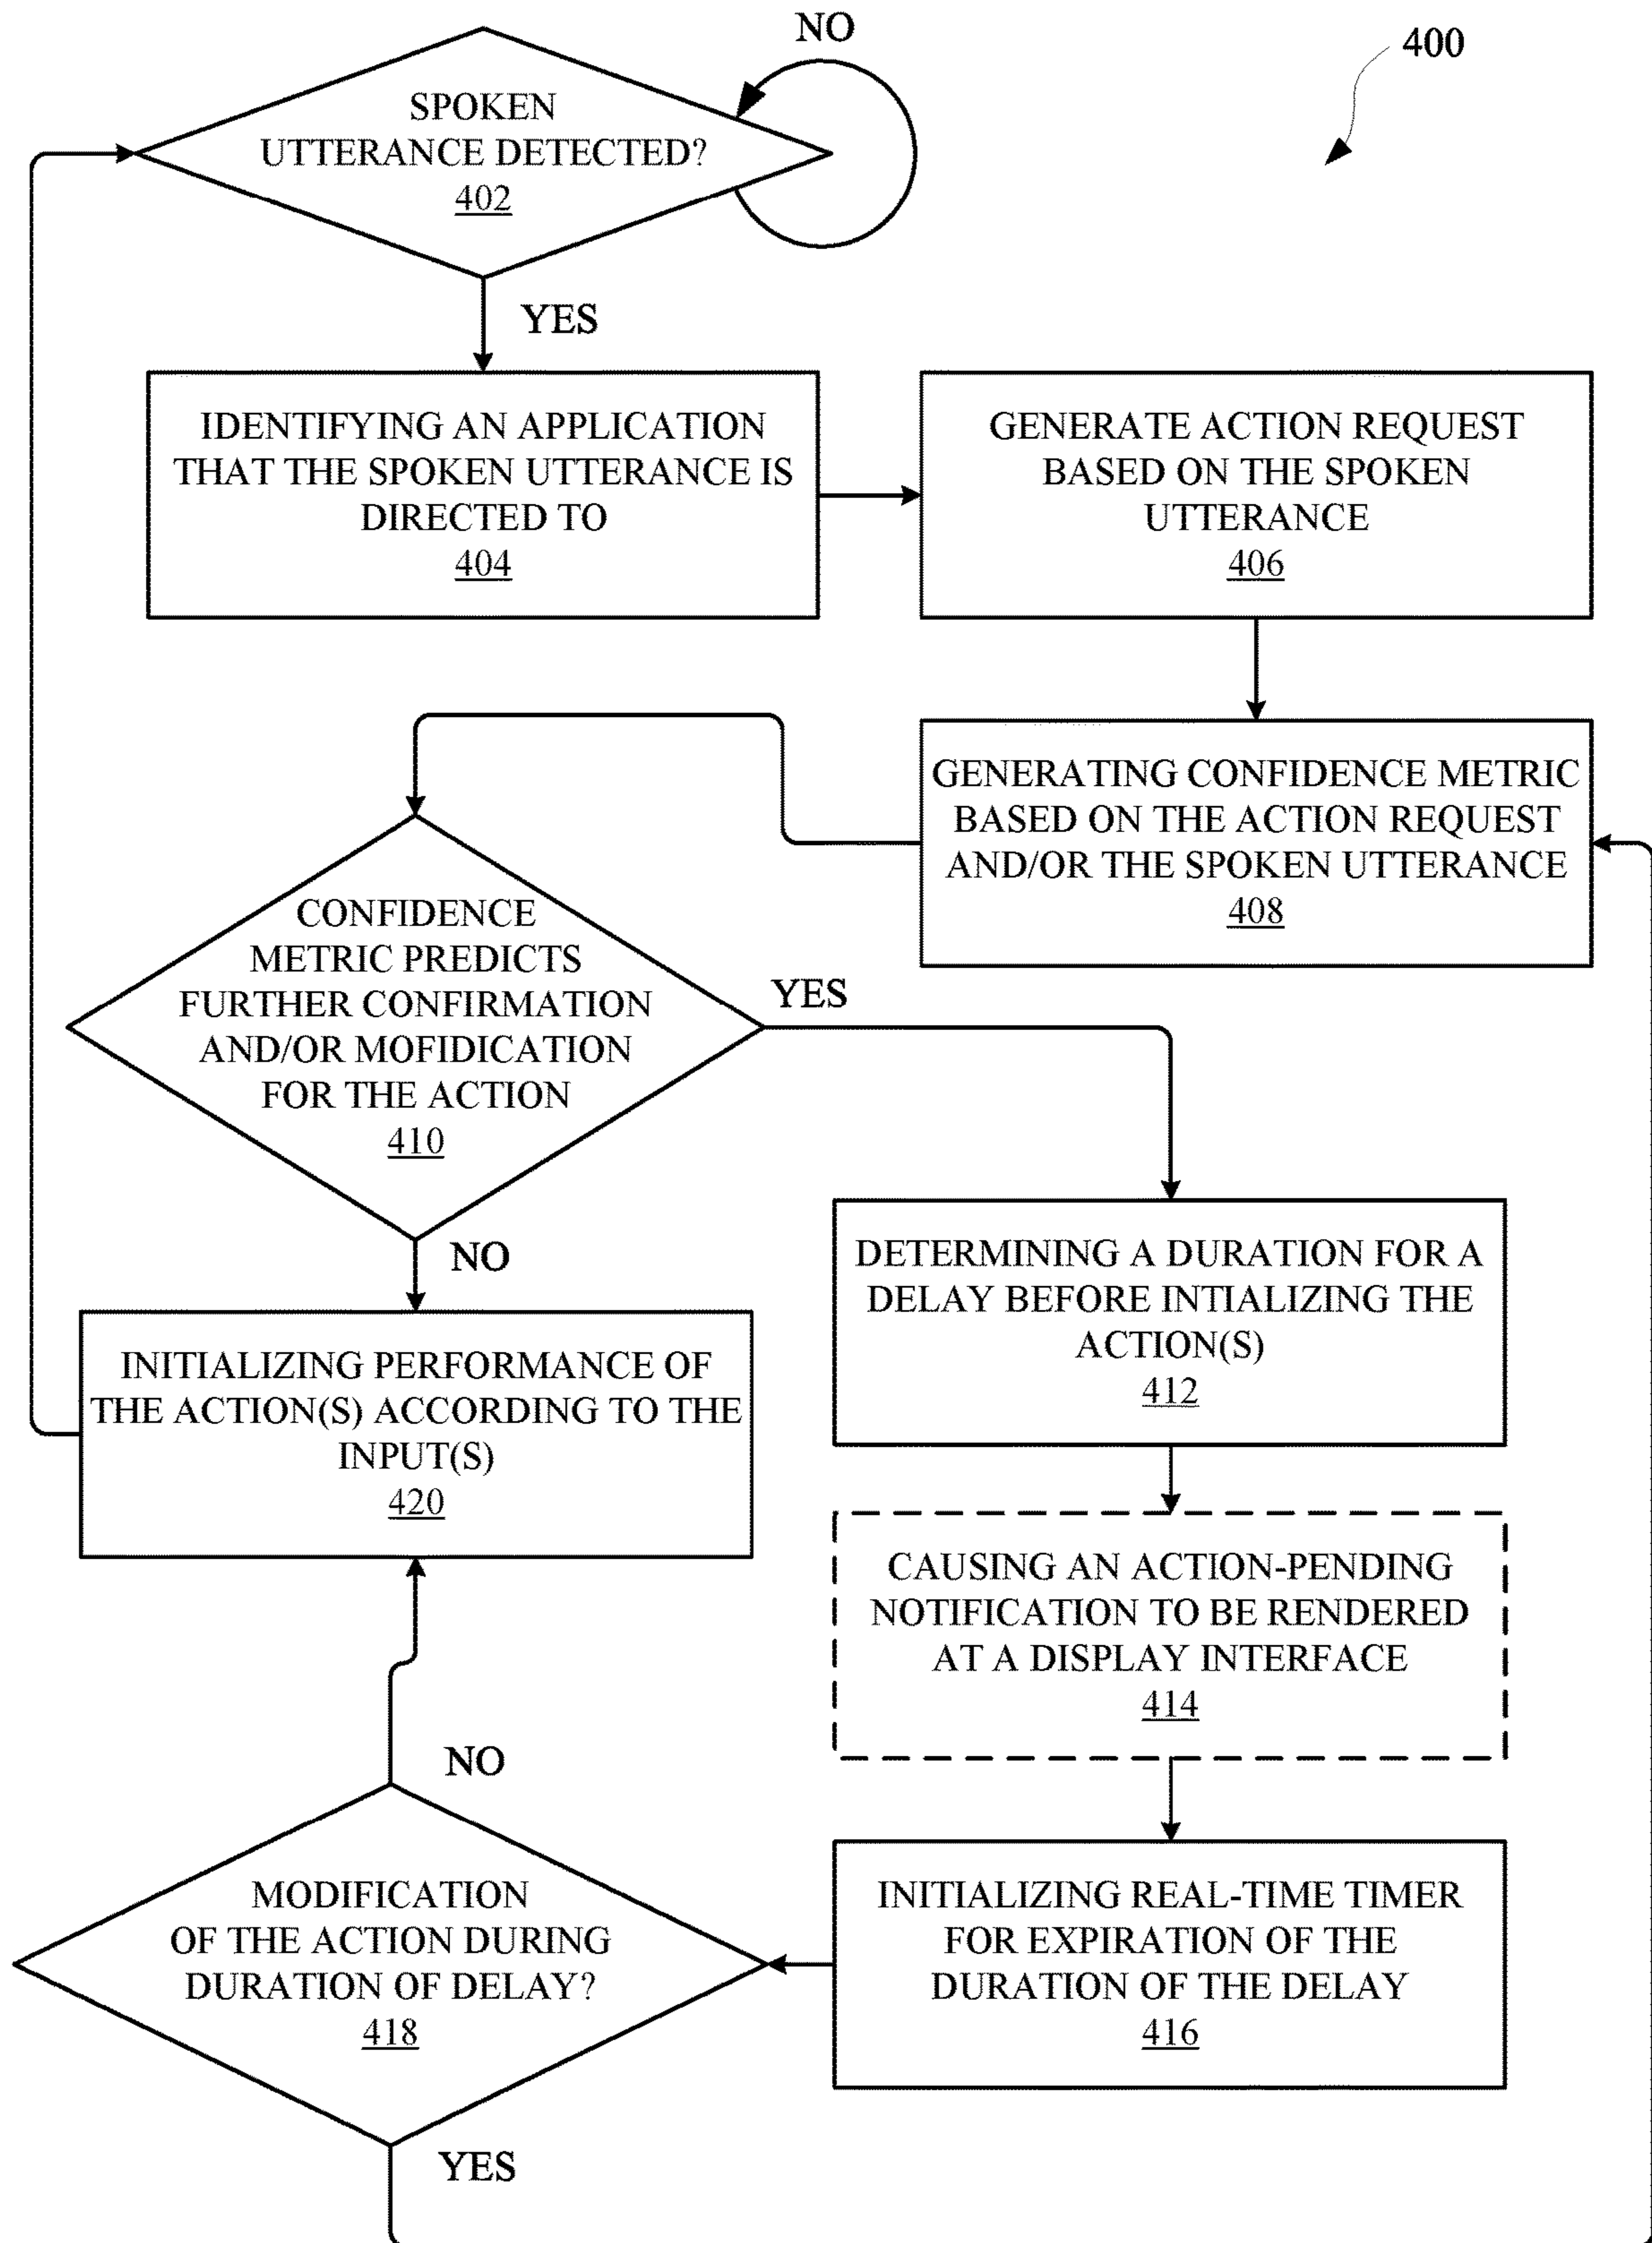 NO
400
SPOKEN
UTTERANCE DETECTED?
402
YES
IDENTIFYING AN APPLICATION
THAT THE SPOKEN UTTERANCE IS
DIRECTED TO
404
GENERATE ACTION REQUEST
BASED ON THE SPOKEN
UTTERANCE
406
GENERATING CONFIDENCE METRIC
BASED ON THE ACTION REQUEST
AND/OR THE SPOKEN UTTERANCE
408
CONFIDENCE
METRIC PREDICTS
FURTHER CONFIRMATION
AND/OR MOFIDICATION
FOR THE ACTION
410
YES
NO
DETERMINING A DURATION FOR A
DELAY BEFORE INTIALIZING THE
ACTION(S)
412
INITIALIZING PERFORMANCE OF
THE ACTION(S) ACCORDING TO THE
INPUT(S)
420
CAUSING AN ACTION-PENDING
NOTIFICATION TO BE RENDERED
AT A DISPLAY INTERFACE
414
NO
MODIFICATION
OF THE ACTION DURING
DURATION OF DELAY?
418
INITIALIZING REAL-TIME TIMER
FOR EXPIRATION OF THE
DURATION OF THE DELAY
416
YES